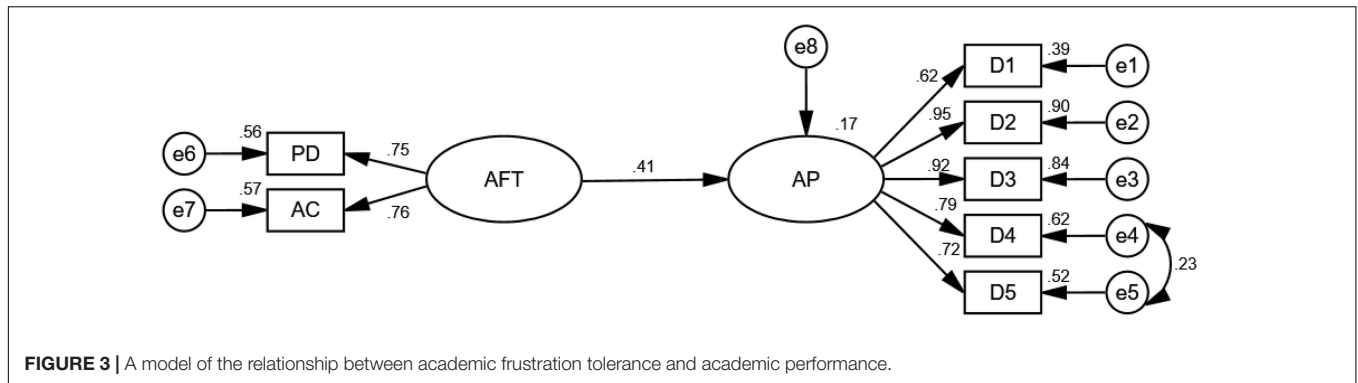 e8
.39
D1
e1
.62
.90
D2
e2
.95
.17
.56
e6
PD
.75
AFT
.41
AP
.92
.84
D3
e3
.57
e7
AC
.76
.79
.62
D4
e4
.23
.72
.52
D5
e5
FIGURE 3 | A model of the relationship between academic frustration tolerance and academic performance.